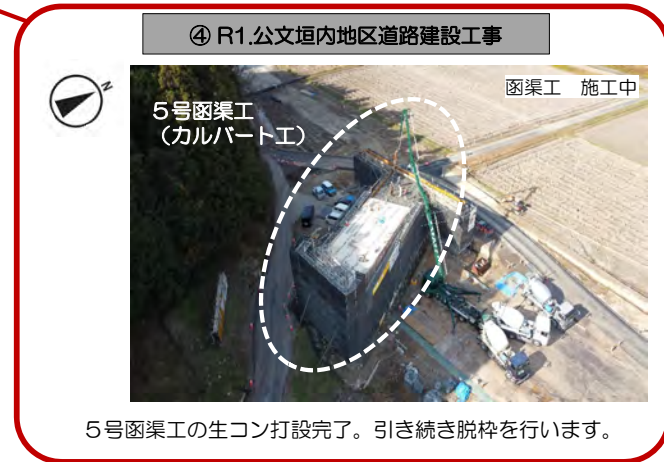 ④ R1.公文垣内地区道路建設工事
N
函渠工　施工中
５号函渠工
（カルバート工）
５号函渠工の生コン打設完了。引き続き脱枠を行います。